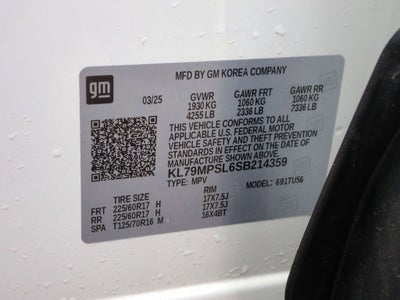 gm
MFD BY GM KOREA COMPANY
03/25 GVWR GAWR FRT GAWR RR
1930 KG 1060 KG 1060 KG
4255 LB 2336 LB 2336 LB
THIS VEHICLE CONFORMS TO ALL
APPLICABLE U.S. FEDERAL MOTOR
VEHICLE SAFETY AND THEFT PREVENTION
STANDARDS IN EFFECT ON THE DATE OF
MANUFACTURE SHOWN ABOVE.
KL79MPSL6SB214359
TYPE: MPV MODEL: 691TU56
TIRE SIZE RIM
FRT 225/60R17 H 17X7.5J
RR 225/60R17 H 17X7.5J
SPA T125/70R16 M 16X4BT